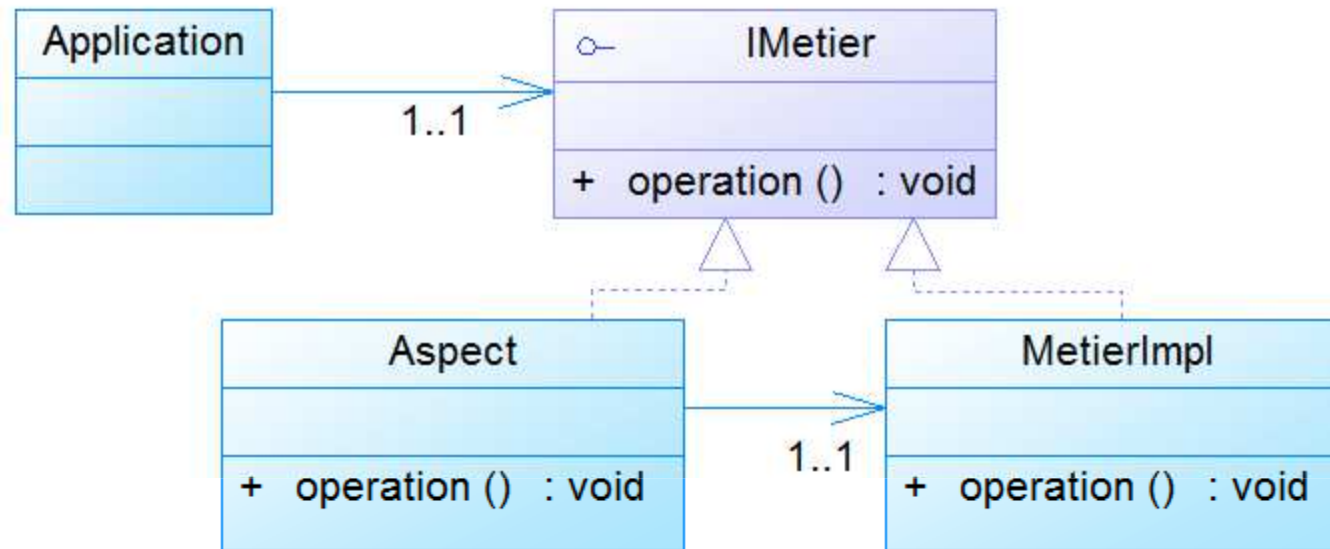 Application
IMetier
1..1
+ operation () : void
Aspect
MetierImpl
1..1
+ operation () : void
+ operation () : void